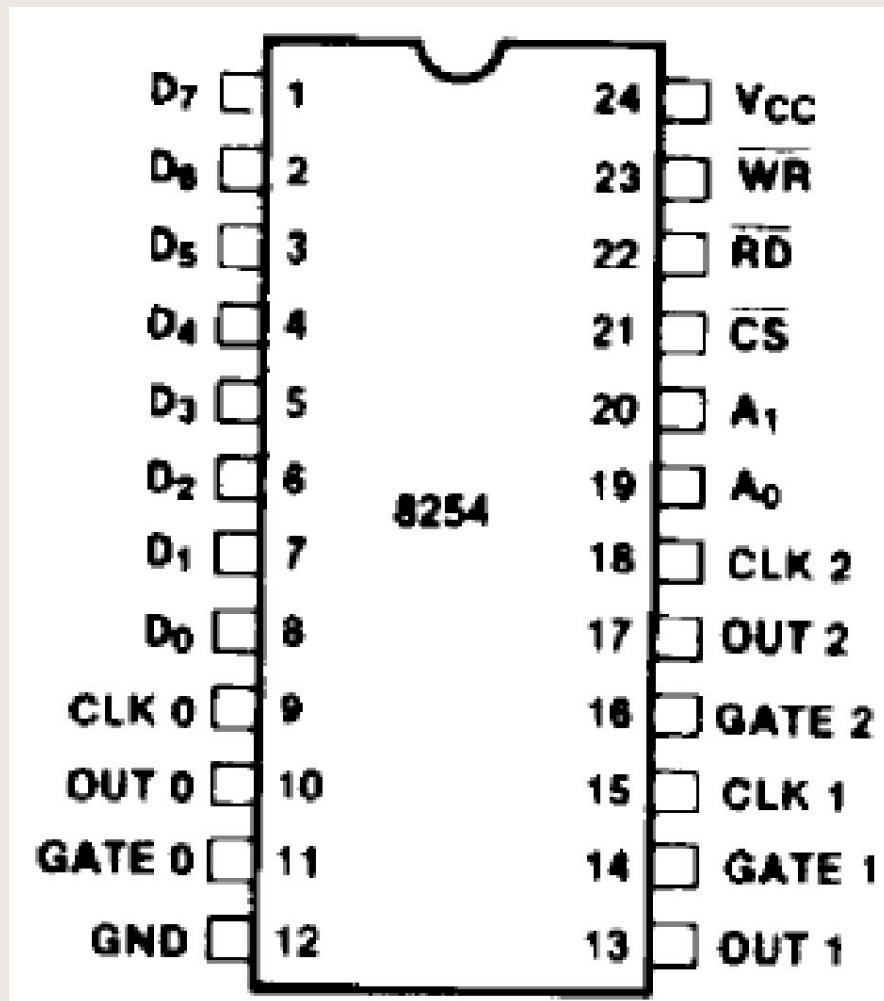 D7 1 24 VCC
D6 2 23 WR
D5 3 22 RD
D4 4 21 CS
D3 5 20 A1
D2 6 19 A0
8254
D1 7 18 CLK 2
D0 8 17 OUT 2
CLK 0 9 16 GATE 2
OUT 0 10 15 CLK 1
GATE 0 11 14 GATE 1
GND 12 13 OUT 1